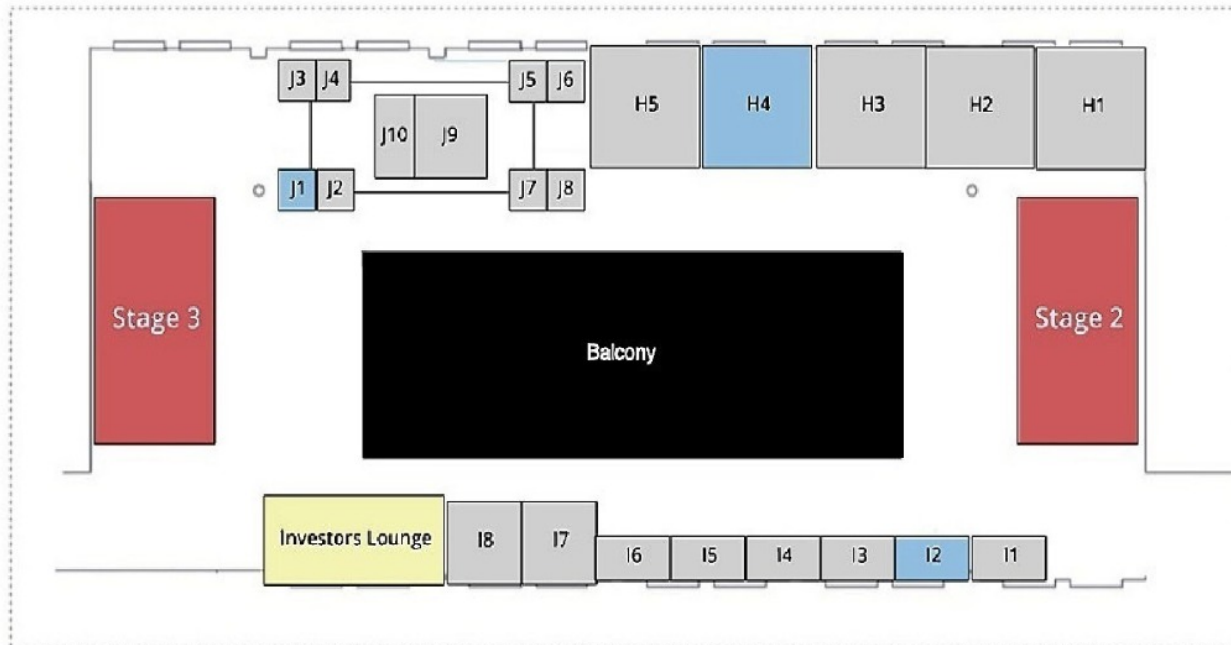 J3 J4 J5 J6 H5 H4 H3 H2 H1
J10 J9
J1 J2 J7 J8
Stage 3 Stage 2
Balcony
Investors Lounge I8 I7 I6 I5 I4 I3 I2 I1